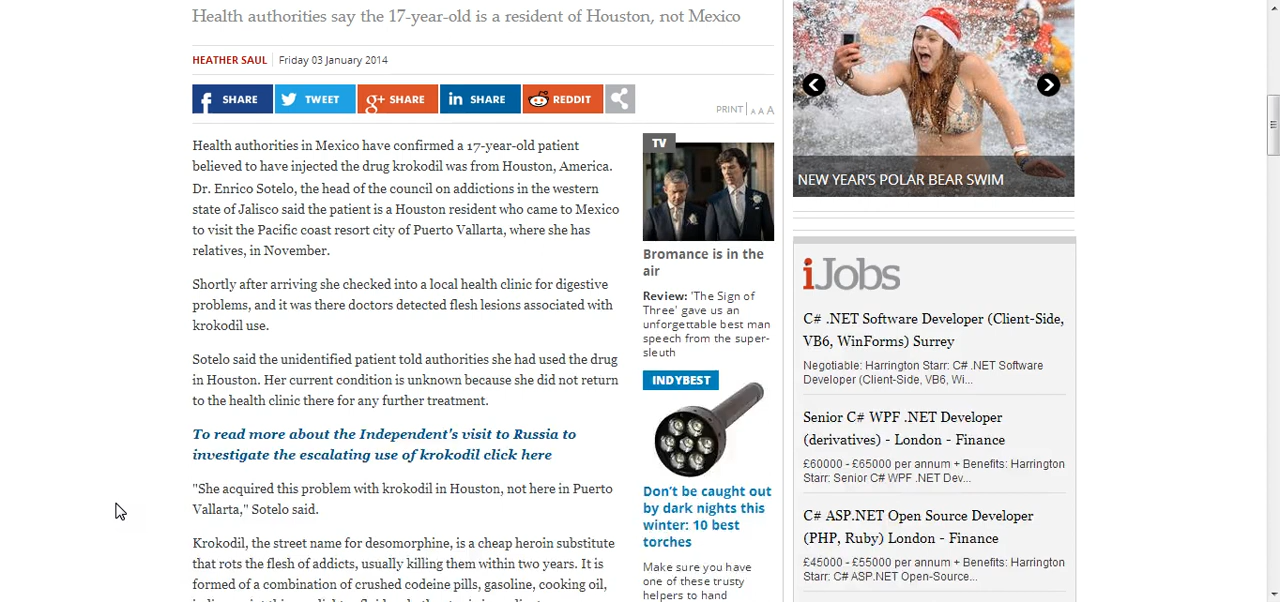 Health authorities say the 17-year-old is a resident of Houston, not Mexico
HEATHER SAUL
Friday 03 January 2014
SHARE
TWEET
g+ SHARE
in SHARE
REDDIT
PRINT
A A A
Health authorities in Mexico have confirmed a 17-year-old patient
believed to have injected the drug krokodil was from Houston, America.
Dr. Enrico Sotelo, the head of the council on addictions in the western
state of Jalisco said the patient is a Houston resident who came to Mexico
to visit the Pacific coast resort city of Puerto Vallarta, where she has
relatives, in November.
Shortly after arriving she checked into a local health clinic for digestive
problems, and it was there doctors detected flesh lesions associated with
krokodil use.
Sotelo said the unidentified patient told authorities she had used the drug
in Houston. Her current condition is unknown because she did not return
to the health clinic there for any further treatment.
To read more about the Independent's visit to Russia to
investigate the escalating use of krokodil click here
"She acquired this problem with krokodil in Houston, not here in Puerto
Vallarta," Sotelo said.
Krokodil, the street name for desomorphine, is a cheap heroin substitute
that rots the flesh of addicts, usually killing them within two years. It is
formed of a combination of crushed codeine pills, gasoline, cooking oil,
TV
Bromance is in the
air
Review: 'The Sign of
Three' gave us an
unforgettable best man
speech from the super-
sleuth
INDYBEST
Don't be caught out
by dark nights this
winter: 10 best
torches
Make sure you have
one of these trusty
helpers to hand
NEW YEAR'S POLAR BEAR SWIM
iJobs
C# .NET Software Developer (Client-Side,
VB6, WinForms) Surrey
Negotiable: Harrington Starr: C# .NET Software
Developer (Client-Side, VB6, Wi...
Senior C# WPF .NET Developer
(derivatives) - London - Finance
£60000 - £65000 per annum + Benefits: Harrington
Starr: Senior C# WPF .NET Dev...
C# ASP.NET Open Source Developer
(PHP, Ruby) London - Finance
£45000 - £55000 per annum + Benefits: Harrington
Starr: C# ASP.NET Open-Source...